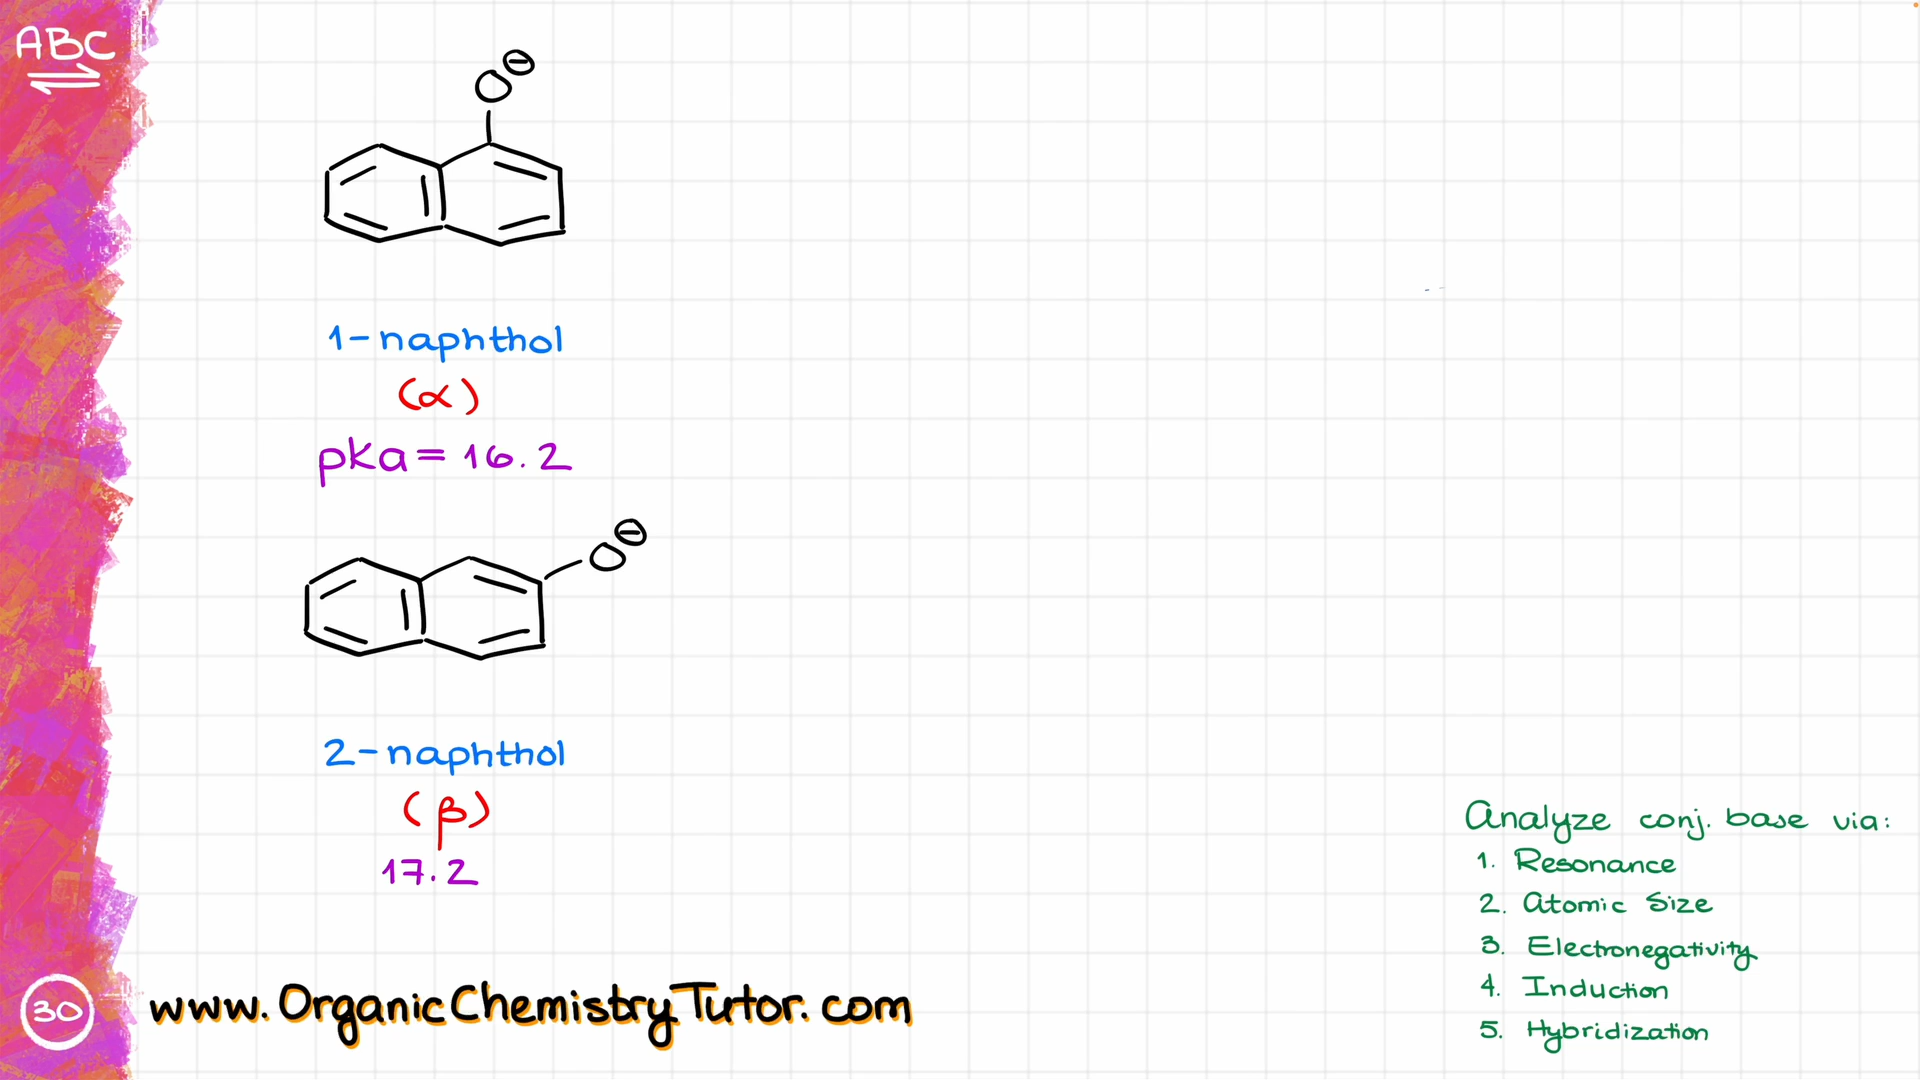 ABC
O⊖
1-naphthol
(α)
pKa = 16.2
O⊖
2-naphthol
(β)
17.2
Analyze conj. base via:
1. Resonance
2. Atomic Size
3. Electronegativity
4. Induction
5. Hybridization
30
www.OrganicChemistryTutor.com